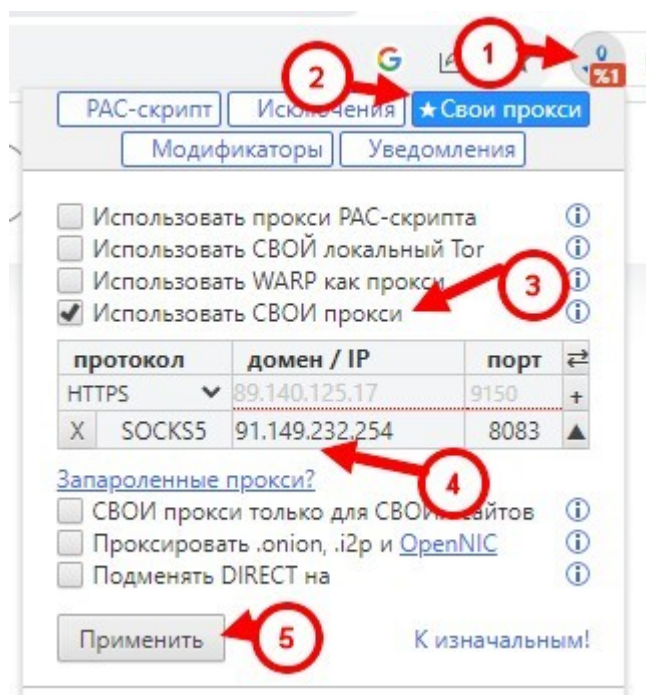 1
%1
2
PAC-скрипт Исключения ★Свои прокси
Модификаторы Уведомления
Использовать прокси PAC-скрипта
Использовать СВОЙ локальный Tor
Использовать WARP как прокси
3
Использовать СВОИ прокси
протокол домен / IP порт ⇄
HTTPS 89.140.125.17 9150 +
X SOCKS5 91.149.232.254 8083 ▲
Запароленные прокси?
4
СВОИ прокси только для СВОИХ сайтов
Проксировать .onion, .i2p и OpenNIC
Подменять DIRECT на
Применить 5 К изначальным!